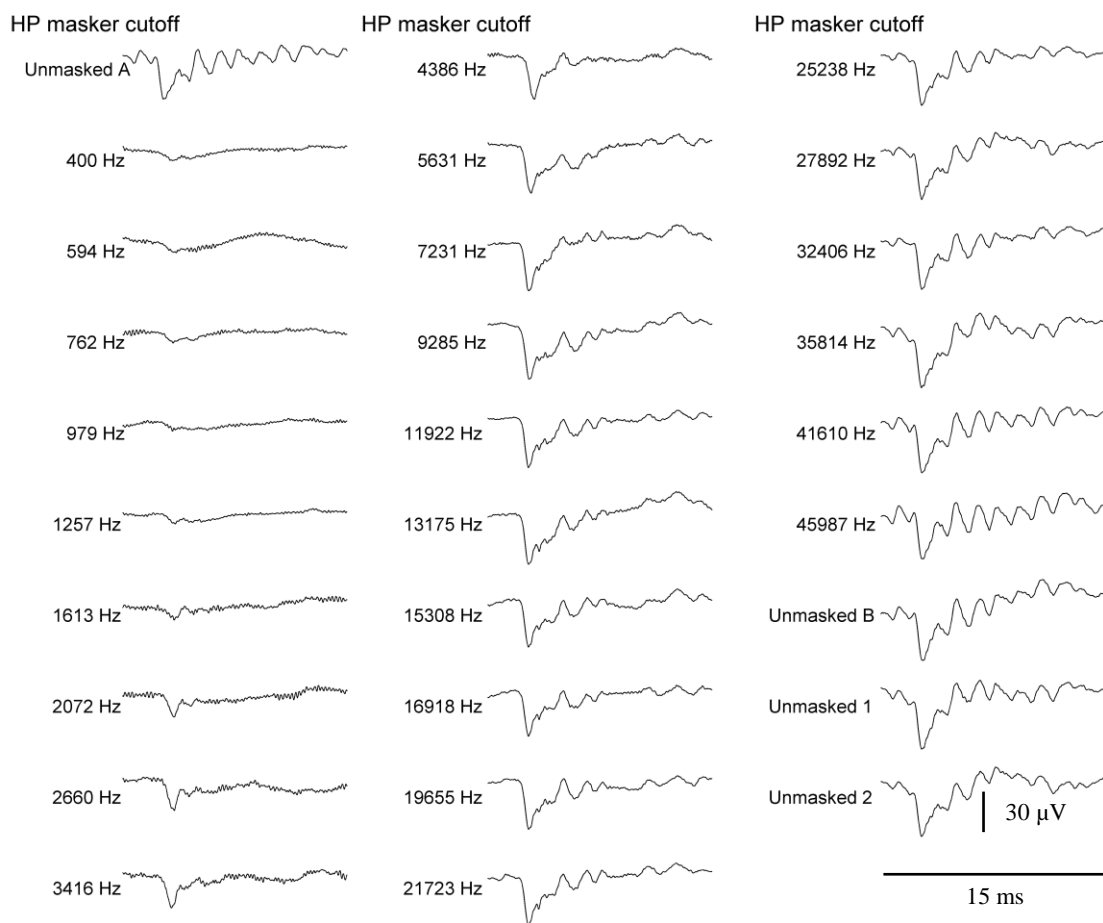 HP masker cutoff
Unmasked A
400 Hz
594 Hz
762 Hz
979 Hz
1257 Hz
1613 Hz
2072 Hz
2660 Hz
3416 Hz
HP masker cutoff
4386 Hz
5631 Hz
7231 Hz
9285 Hz
11922 Hz
13175 Hz
15308 Hz
16918 Hz
19655 Hz
21723 Hz
HP masker cutoff
25238 Hz
27892 Hz
32406 Hz
35814 Hz
41610 Hz
45987 Hz
Unmasked B
Unmasked 1
Unmasked 2
30 µV
15 ms